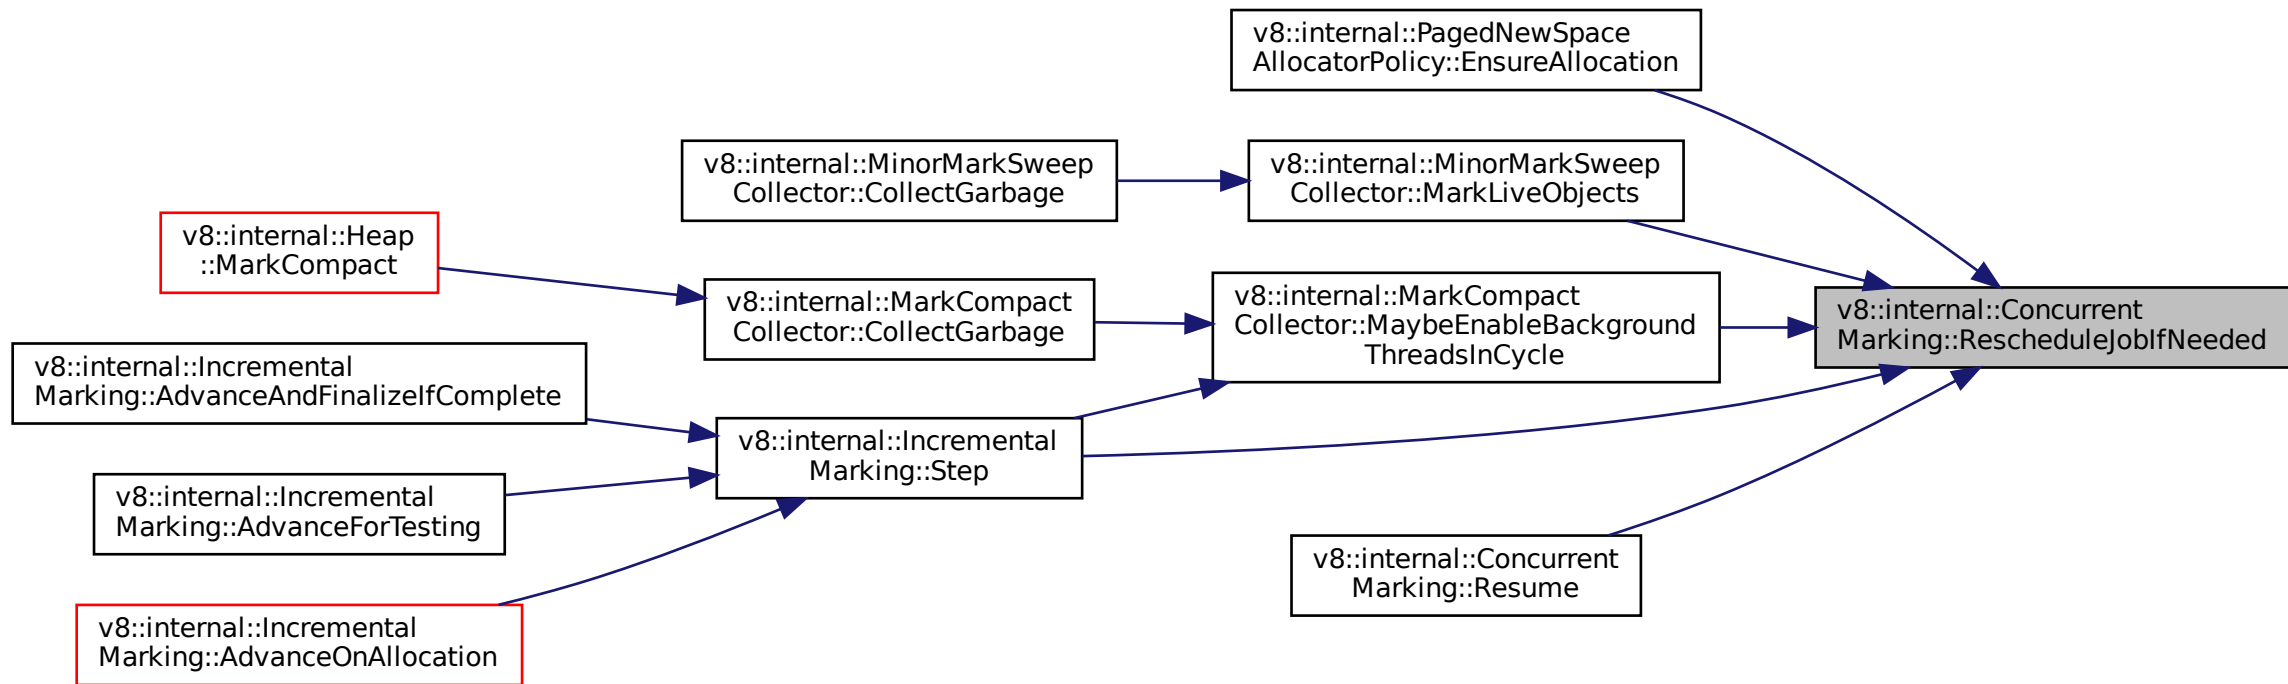 v8::internal::PagedNewSpace
AllocatorPolicy::EnsureAllocation
v8::internal::MinorMarkSweep
Collector::CollectGarbage
v8::internal::MinorMarkSweep
Collector::MarkLiveObjects
v8::internal::Heap
::MarkCompact
v8::internal::MarkCompact
Collector::CollectGarbage
v8::internal::MarkCompact
Collector::MaybeEnableBackground
ThreadsInCycle
v8::internal::Concurrent
Marking::RescheduleJobIfNeeded
v8::internal::Incremental
Marking::AdvanceAndFinalizeIfComplete
v8::internal::Incremental
Marking::Step
v8::internal::Incremental
Marking::AdvanceForTesting
v8::internal::Concurrent
Marking::Resume
v8::internal::Incremental
Marking::AdvanceOnAllocation